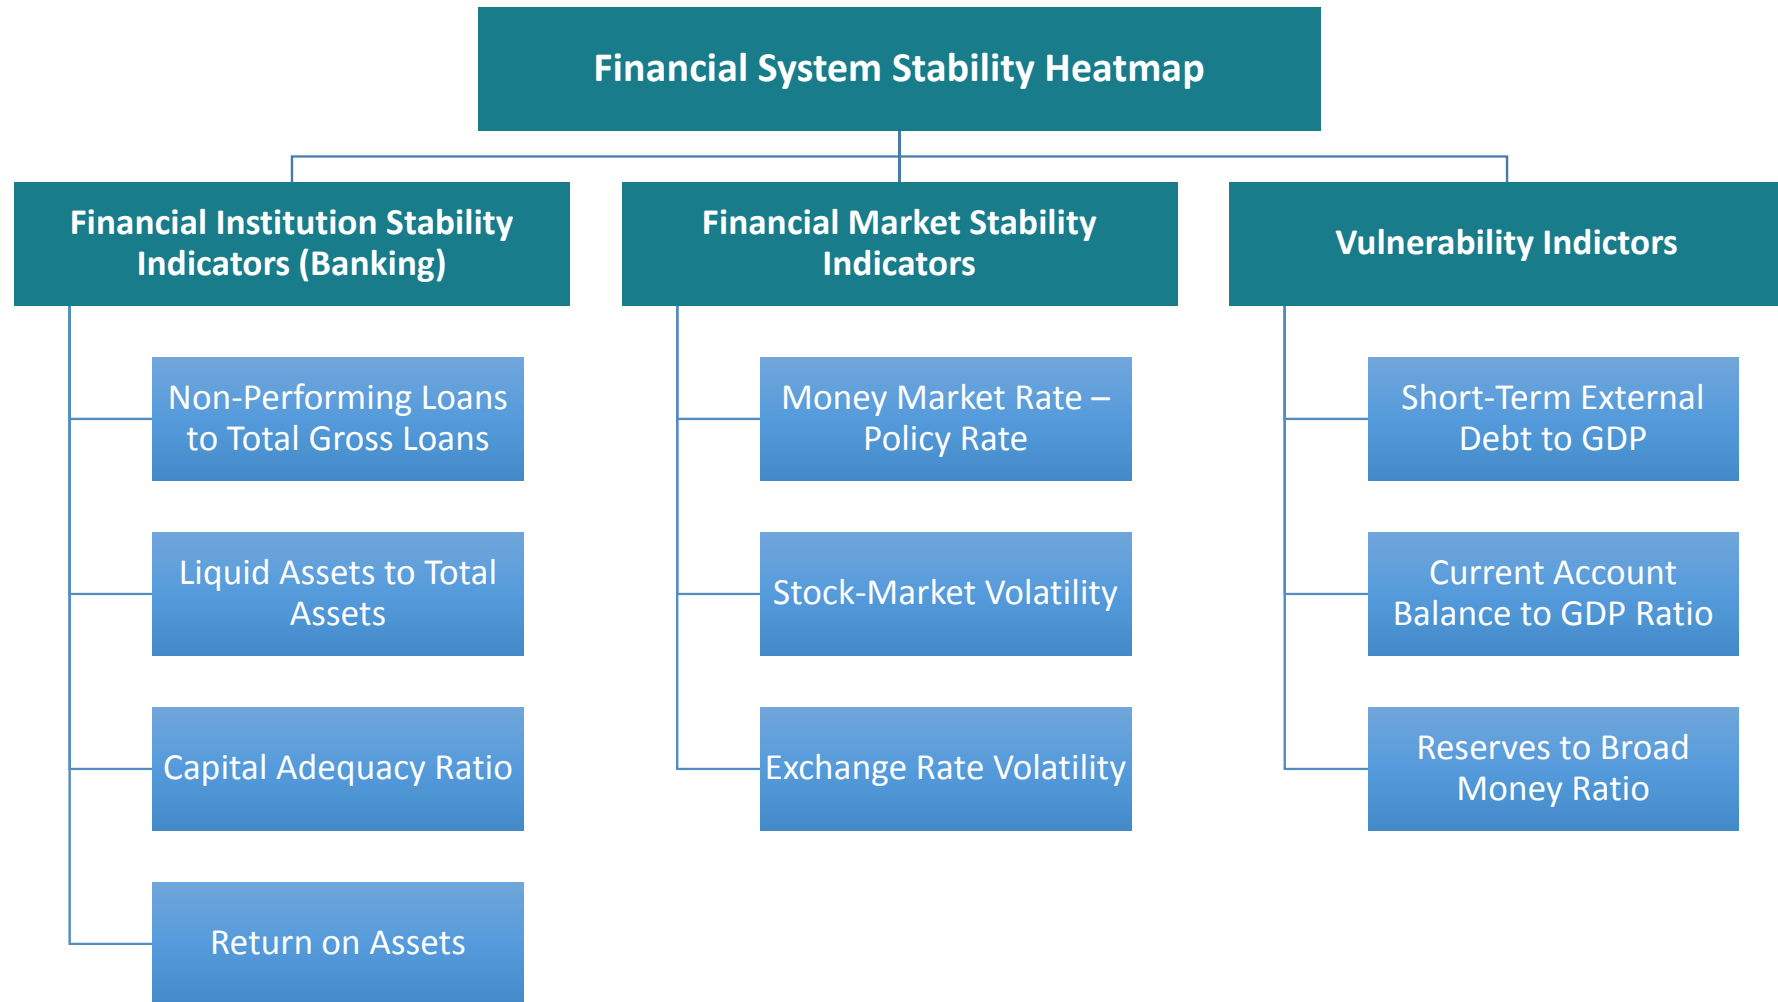 Financial System Stability Heatmap
Financial Institution Stability
Indicators (Banking)
Non-Performing Loans
to Total Gross Loans
Liquid Assets to Total
Assets
Capital Adequacy Ratio
Return on Assets
Financial Market Stability
Indicators
Money Market Rate –
Policy Rate
Stock-Market Volatility
Exchange Rate Volatility
Vulnerability Indictors
Short-Term External
Debt to GDP
Current Account
Balance to GDP Ratio
Reserves to Broad
Money Ratio